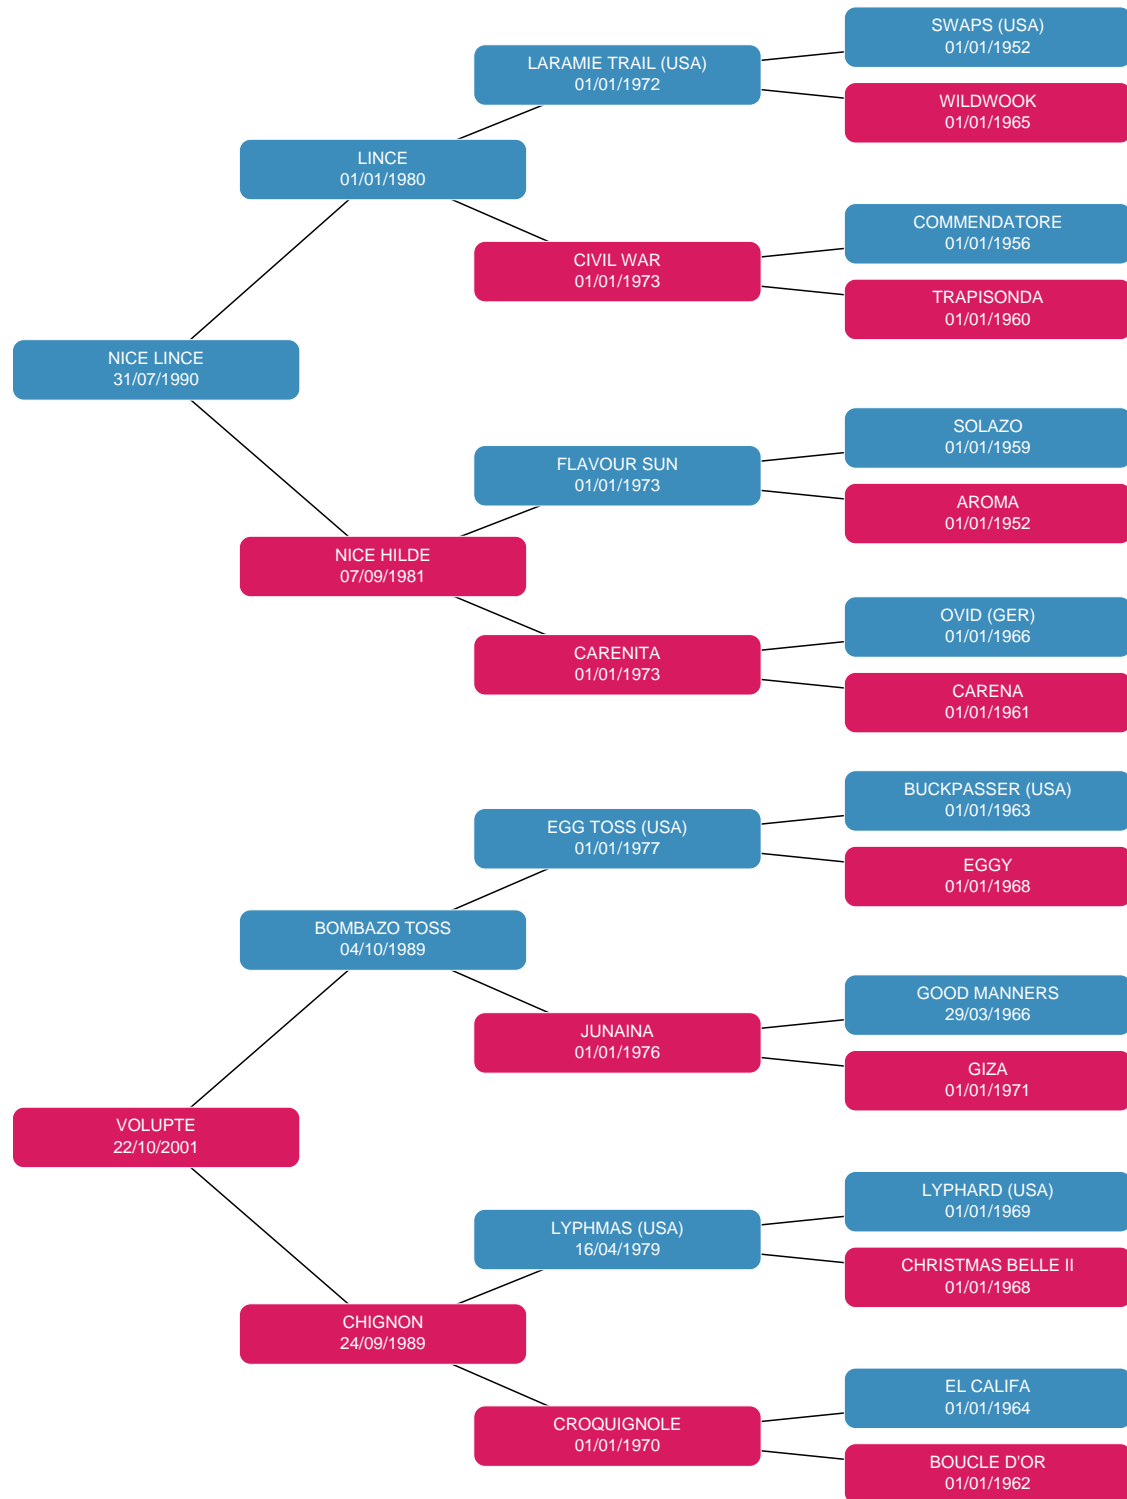 SWAPS (USA)
01/01/1952
LARAMIE TRAIL (USA)
01/01/1972
WILDWOOK
01/01/1965
LINCE
01/01/1980
COMMENDATORE
01/01/1956
CIVIL WAR
01/01/1973
TRAPISONDA
01/01/1960
NICE LINCE
31/07/1990
SOLAZO
01/01/1959
FLAVOUR SUN
01/01/1973
AROMA
01/01/1952
NICE HILDE
07/09/1981
OVID (GER)
01/01/1966
CARENITA
01/01/1973
CARENA
01/01/1961
BUCKPASSER (USA)
01/01/1963
EGG TOSS (USA)
01/01/1977
EGGY
01/01/1968
BOMBAZO TOSS
04/10/1989
GOOD MANNERS
29/03/1966
JUNAINA
01/01/1976
GIZA
01/01/1971
VOLUPTE
22/10/2001
LYPHARD (USA)
01/01/1969
LYPHMAS (USA)
16/04/1979
CHRISTMAS BELLE II
01/01/1968
CHIGNON
24/09/1989
EL CALIFA
01/01/1964
CROQUIGNOLE
01/01/1970
BOUCLE D'OR
01/01/1962